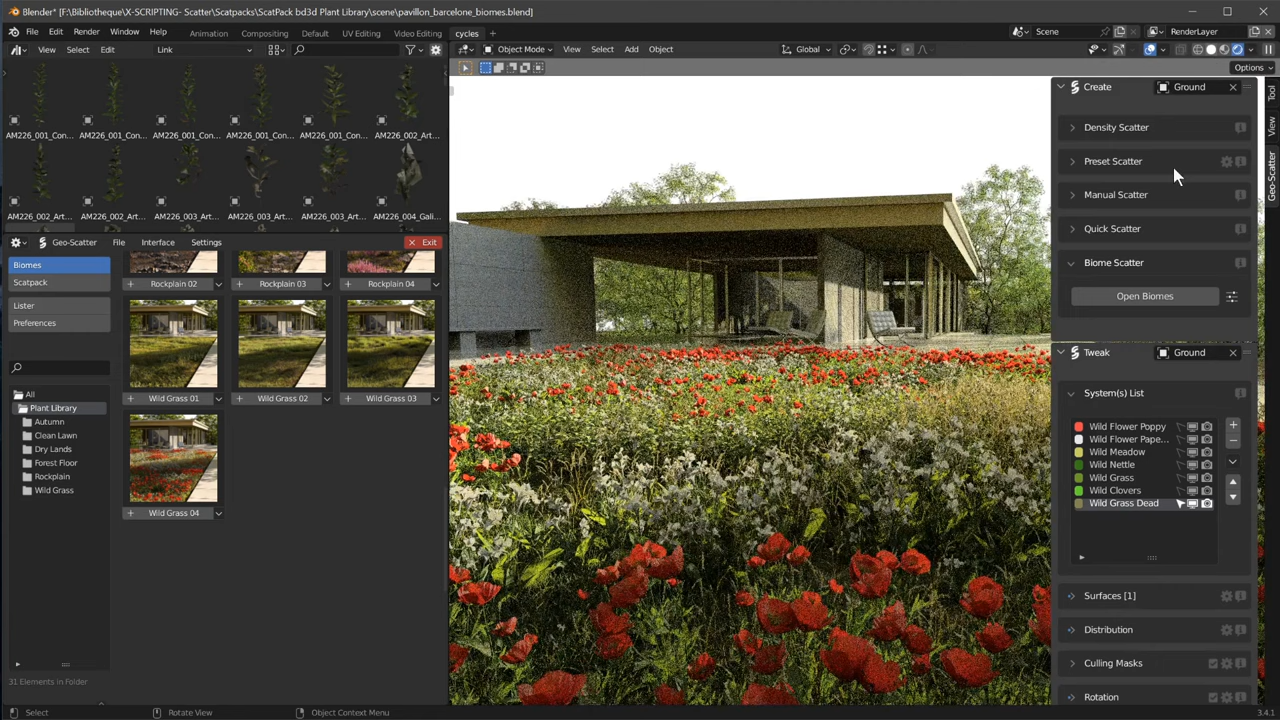 Blender* [F:\Bibliotheque\X-SCRIPTING- Scatter\Scatpacks\ScatPack bd3d Plant Library\scene\pavillon_barcelone_biomes.blend]
File Edit Render Window Help Animation Compositing Default UV Editing Video Editing cycles + Scene RenderLayer
View Select Edit Link Object Mode View Select Add Object Global
Options
AM226_001_Con... AM226_001_Con... AM226_001_Con... AM226_001_Con... AM226_001_Con... AM226_002_Art...
AM226_002_Art... AM226_002_Art... AM226_003_Art... AM226_003_Art... AM226_003_Art... AM226_004_Gali...
Geo-Scatter File Interface Settings Exit
Biomes
Scatpack
Lister
Preferences
All
Plant Library
Autumn
Clean Lawn
Dry Lands
Forest Floor
Rockplain
Wild Grass
31 Elements in Folder
+ Rockplain 02 + Rockplain 03 + Rockplain 04
+ Wild Grass 01 + Wild Grass 02 + Wild Grass 03
+ Wild Grass 04
Create Ground
Density Scatter
Preset Scatter
Manual Scatter
Quick Scatter
Biome Scatter
Open Biomes
Tweak Ground
System(s) List
Wild Flower Poppy
Wild Flower Pape...
Wild Meadow
Wild Nettle
Wild Grass
Wild Clovers
Wild Grass Dead
Surfaces [1]
Distribution
Culling Masks
Rotation
Tool
View
Geo-Scatter
Select Rotate View Object Context Menu 3.4.1